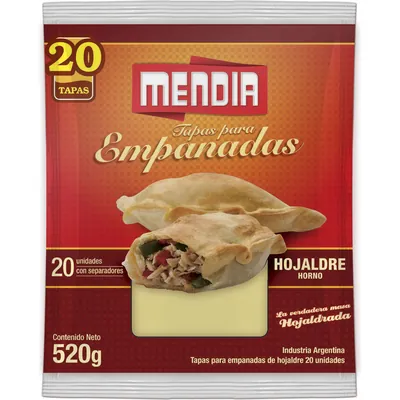 20
TAPAS
MENDIA
Tapas para
Empanadas
20 unidades
con separadores
HOJALDRE
HORNO
La verdadera masa
Hojaldrada
Contenido Neto
520g
Industria Argentina
Tapas para empanadas de hojaldre 20 unidades